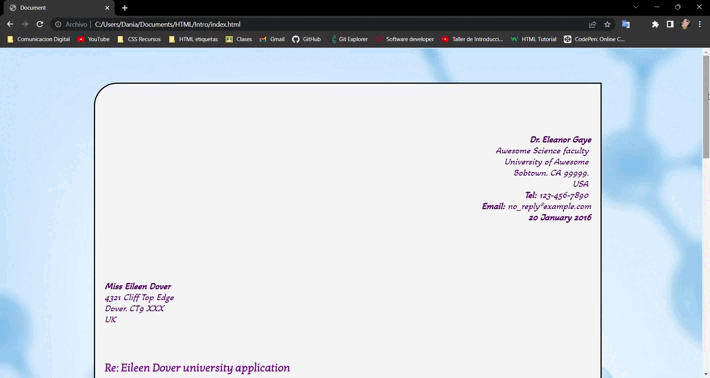 Document
Archivo | C:/Users/Dania/Documents/HTML/Intro/index.html
Comunicacion Digital YouTube CSS Recursos HTML etiquetas Clases Gmail GitHub Git Explorer Software developer Taller de Introducci... HTML Tutorial CodePen: Online C...
Dr. Eleanor Gaye
Awesome Science faculty
University of Awesome
Bobtown, CA 99999,
USA
Tel: 123-456-7890
Email: no_reply@example.com
20 January 2016
Miss Eileen Dover
4321 Cliff Top Edge
Dover, CT9 XXX
UK
Re: Eileen Dover university application